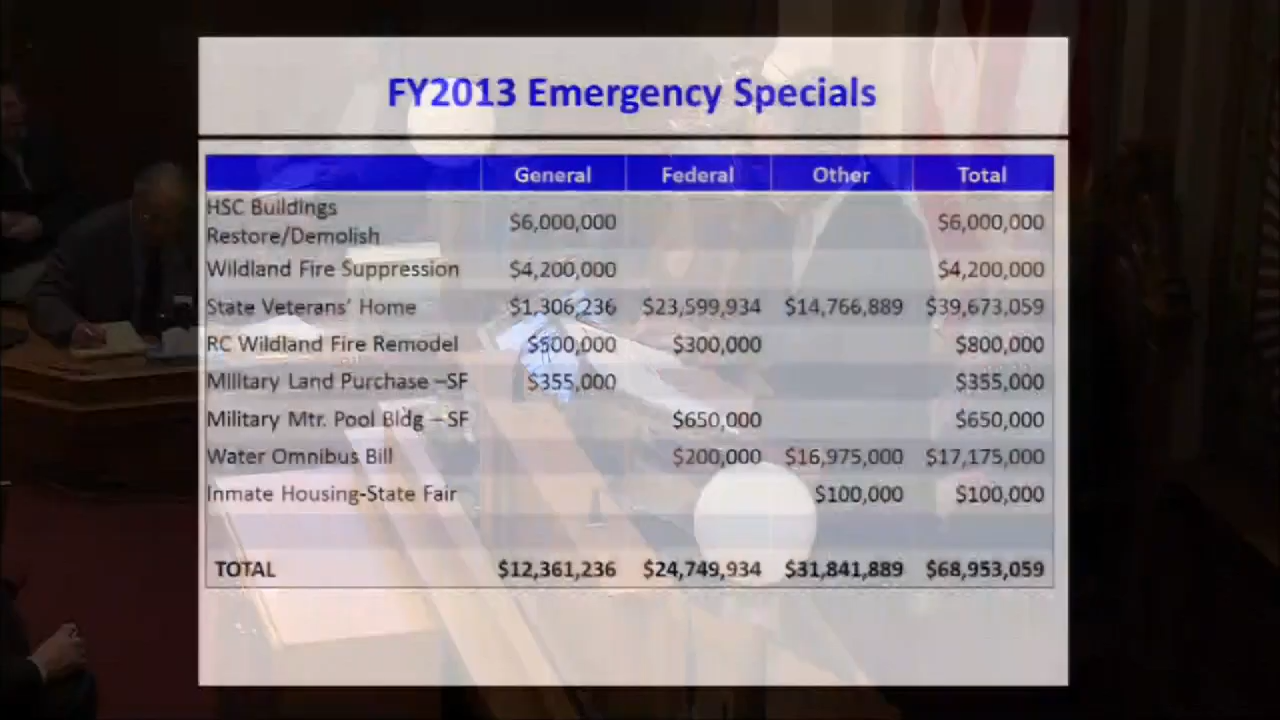 FY2013 Emergency Specials
General Federal Other Total
HSC Buildings
Restore/Demolish $6,000,000 $6,000,000
Wildland Fire Suppression $4,200,000 $4,200,000
State Veterans' Home $1,306,236 $23,599,934 $14,766,889 $39,673,059
RC Wildland Fire Remodel $500,000 $300,000 $800,000
Military Land Purchase –SF $355,000 $355,000
Military Mtr. Pool Bldg – SF $650,000 $650,000
Water Omnibus Bill $200,000 $16,975,000 $17,175,000
Inmate Housing-State Fair $100,000 $100,000
TOTAL $12,361,236 $24,749,934 $31,841,889 $68,953,059